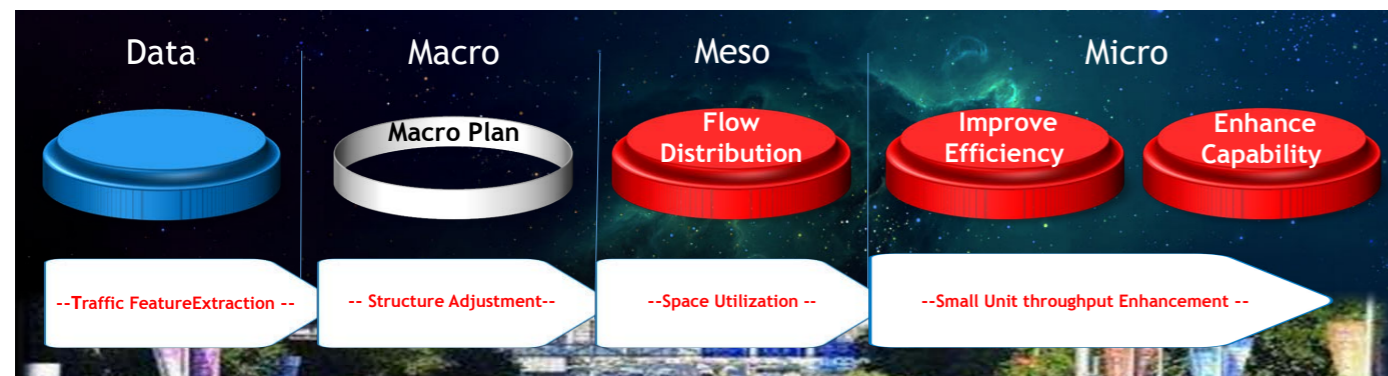 Data
Macro
Meso
Micro
Macro Plan
Flow
Distribution
Improve
Efficiency
Enhance
Capability
--Traffic FeatureExtraction --
-- Structure Adjustment--
--Space Utilization --
--Small Unit throughput Enhancement --